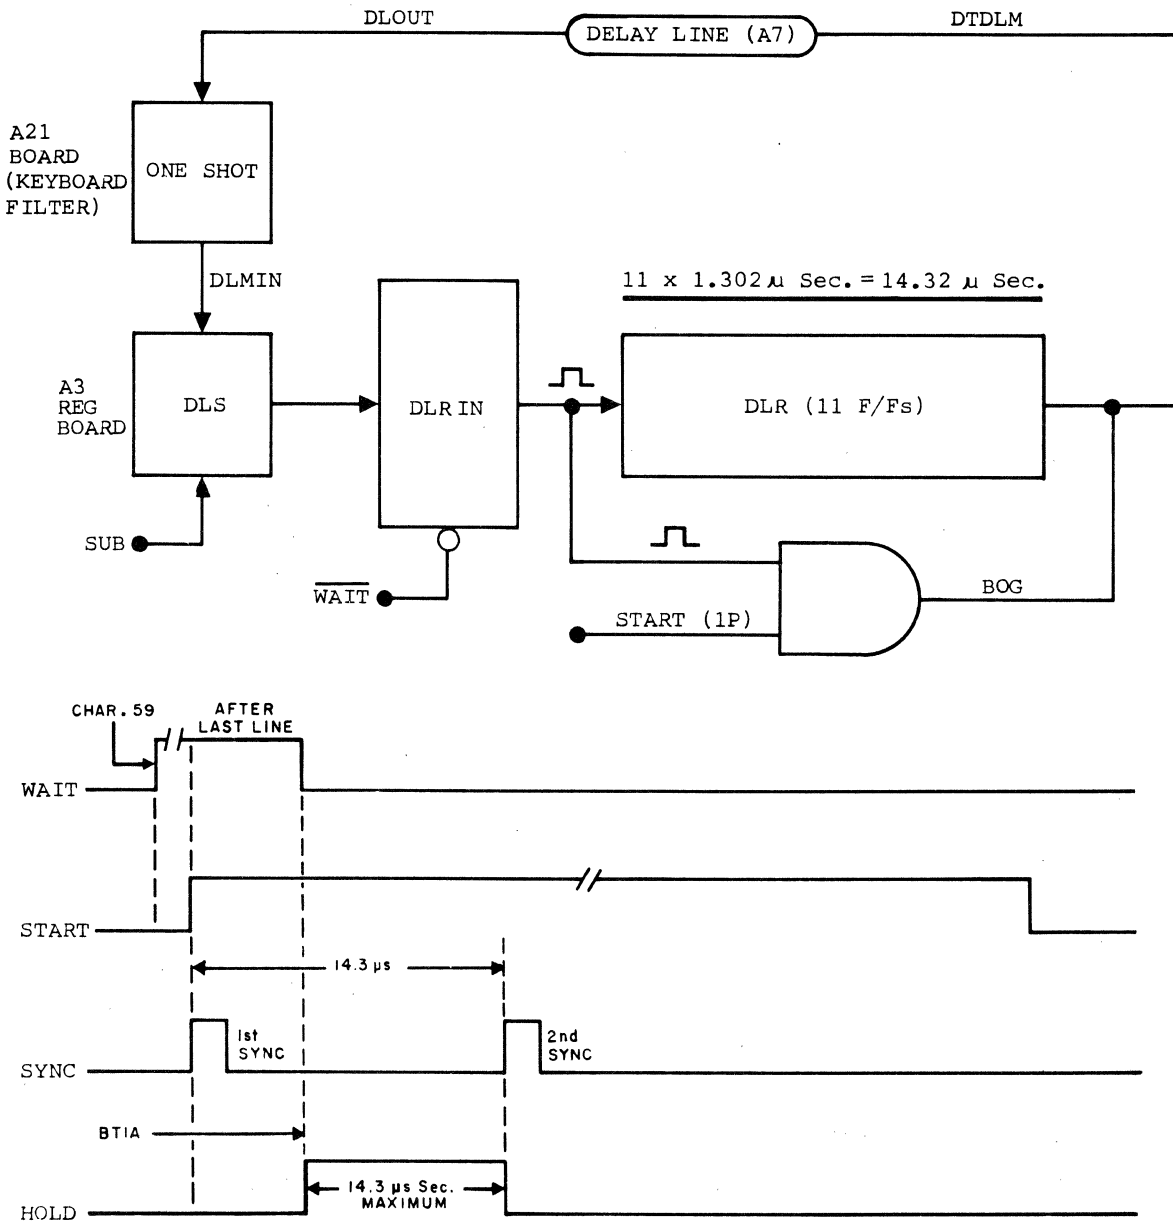 DLOUT
DELAY LINE (A7)
DTDLM
A21
BOARD
(KEYBOARD
FILTER)
ONE SHOT
DLMIN
11 x 1.302 µ Sec. = 14.32 µ Sec.
A3
REG
BOARD
DLS
DLR IN
DLR (11 F/Fs)
SUB
WAIT
START (1P)
BOG
CHAR. 59
AFTER
LAST LINE
WAIT
START
14.3 µs
1st
SYNC
2nd
SYNC
SYNC
BT1A
14.3 µs Sec.
MAXIMUM
HOLD